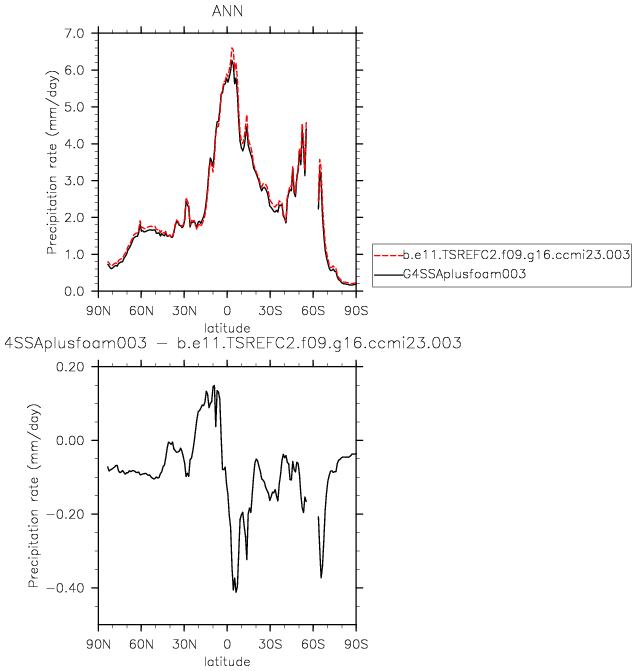 ANN
7.0
6.0
5.0
4.0
3.0
2.0
1.0
0.0
Precipitation rate (mm/day)
90N 60N 30N 0 30S 60S 90S
latitude
b.e11.TSREFC2.f09.g16.ccmi23.003
G4SSAplusfoam003
4SSAplusfoam003 − b.e11.TSREFC2.f09.g16.ccmi23.003
0.20
0.00
−0.20
−0.40
Precipitation rate (mm/day)
90N 60N 30N 0 30S 60S 90S
latitude